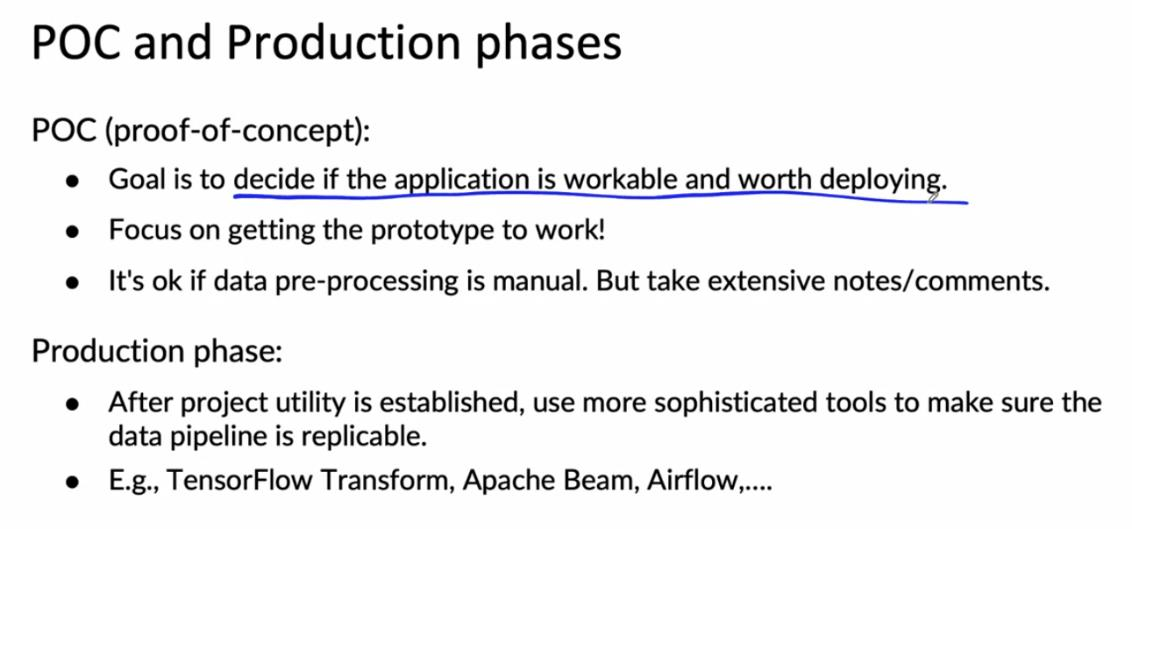 POC and Production phases
POC (proof-of-concept):
● Goal is to decide if the application is workable and worth deploying.
● Focus on getting the prototype to work!
● It's ok if data pre-processing is manual. But take extensive notes/comments.
Production phase:
● After project utility is established, use more sophisticated tools to make sure the
data pipeline is replicable.
● E.g., TensorFlow Transform, Apache Beam, Airflow,....